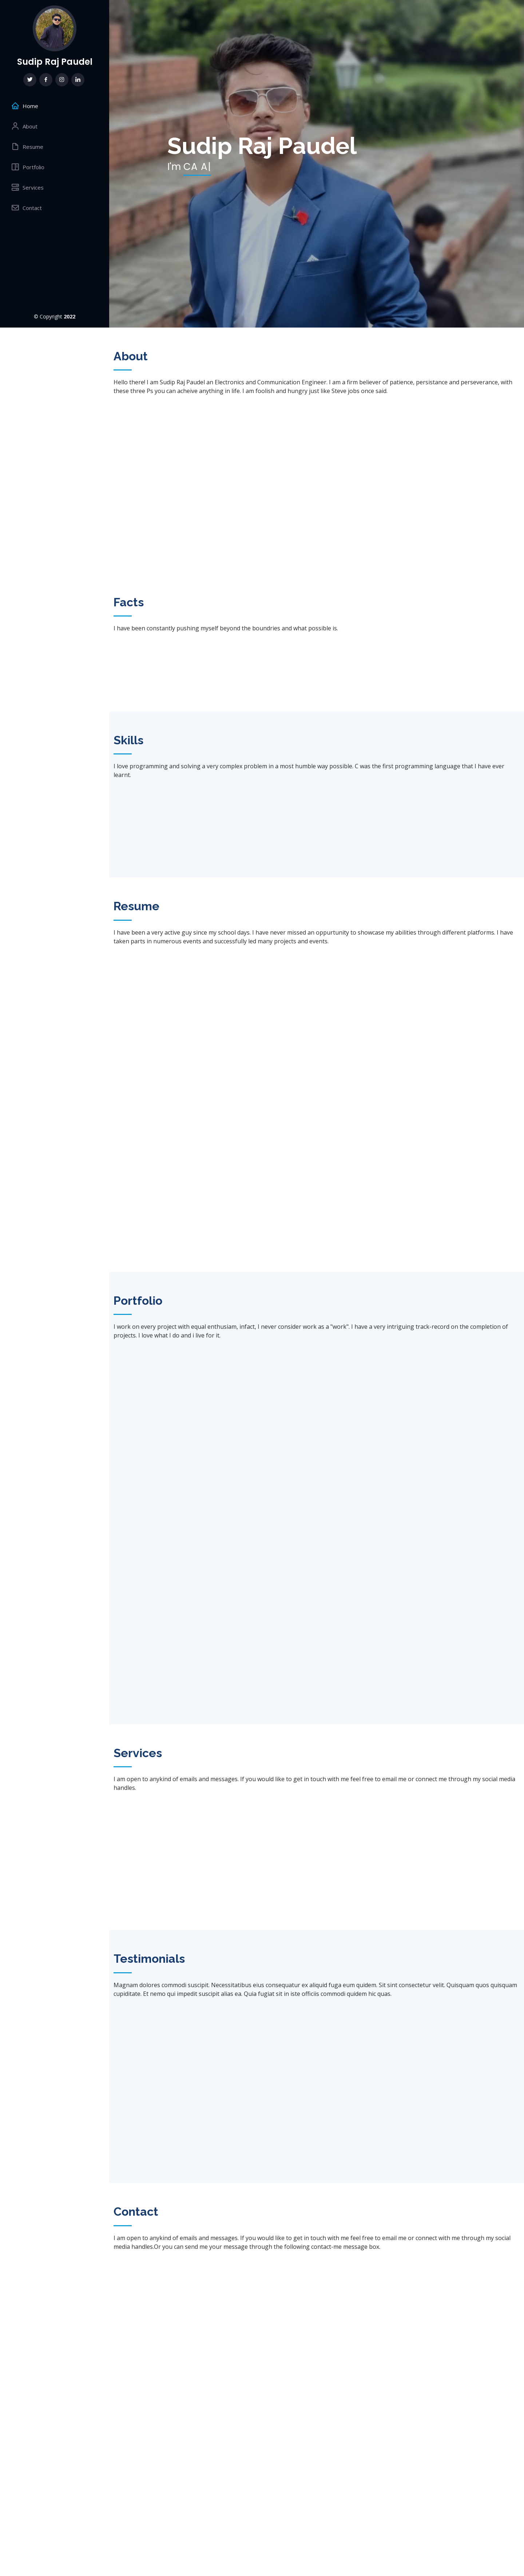 Sudip Raj Paudel
Home
About
Resume
Portfolio
Services
Contact
© Copyright 2022
Sudip Raj Paudel
I'm CA A|
About
Hello there! I am Sudip Raj Paudel an Electronics and Communication Engineer. I am a firm believer of patience, persistance and perseverance, with
these three Ps you can acheive anything in life. I am foolish and hungry just like Steve jobs once said.
Facts
I have been constantly pushing myself beyond the boundries and what possible is.
Skills
I love programming and solving a very complex problem in a most humble way possible. C was the first programming language that I have ever
learnt.
Resume
I have been a very active guy since my school days. I have never missed an oppurtunity to showcase my abilities through different platforms. I have
taken parts in numerous events and successfully led many projects and events.
Portfolio
I work on every project with equal enthusiam, infact, I never consider work as a "work". I have a very intriguing track-record on the completion of
projects. I love what I do and i live for it.
Services
I am open to anykind of emails and messages. If you would like to get in touch with me feel free to email me or connect me through my social media
handles.
Testimonials
Magnam dolores commodi suscipit. Necessitatibus eius consequatur ex aliquid fuga eum quidem. Sit sint consectetur velit. Quisquam quos quisquam
cupiditate. Et nemo qui impedit suscipit alias ea. Quia fugiat sit in iste officiis commodi quidem hic quas.
Contact
I am open to anykind of emails and messages. If you would like to get in touch with me feel free to email me or connect with me through my social
media handles.Or you can send me your message through the following contact-me message box.